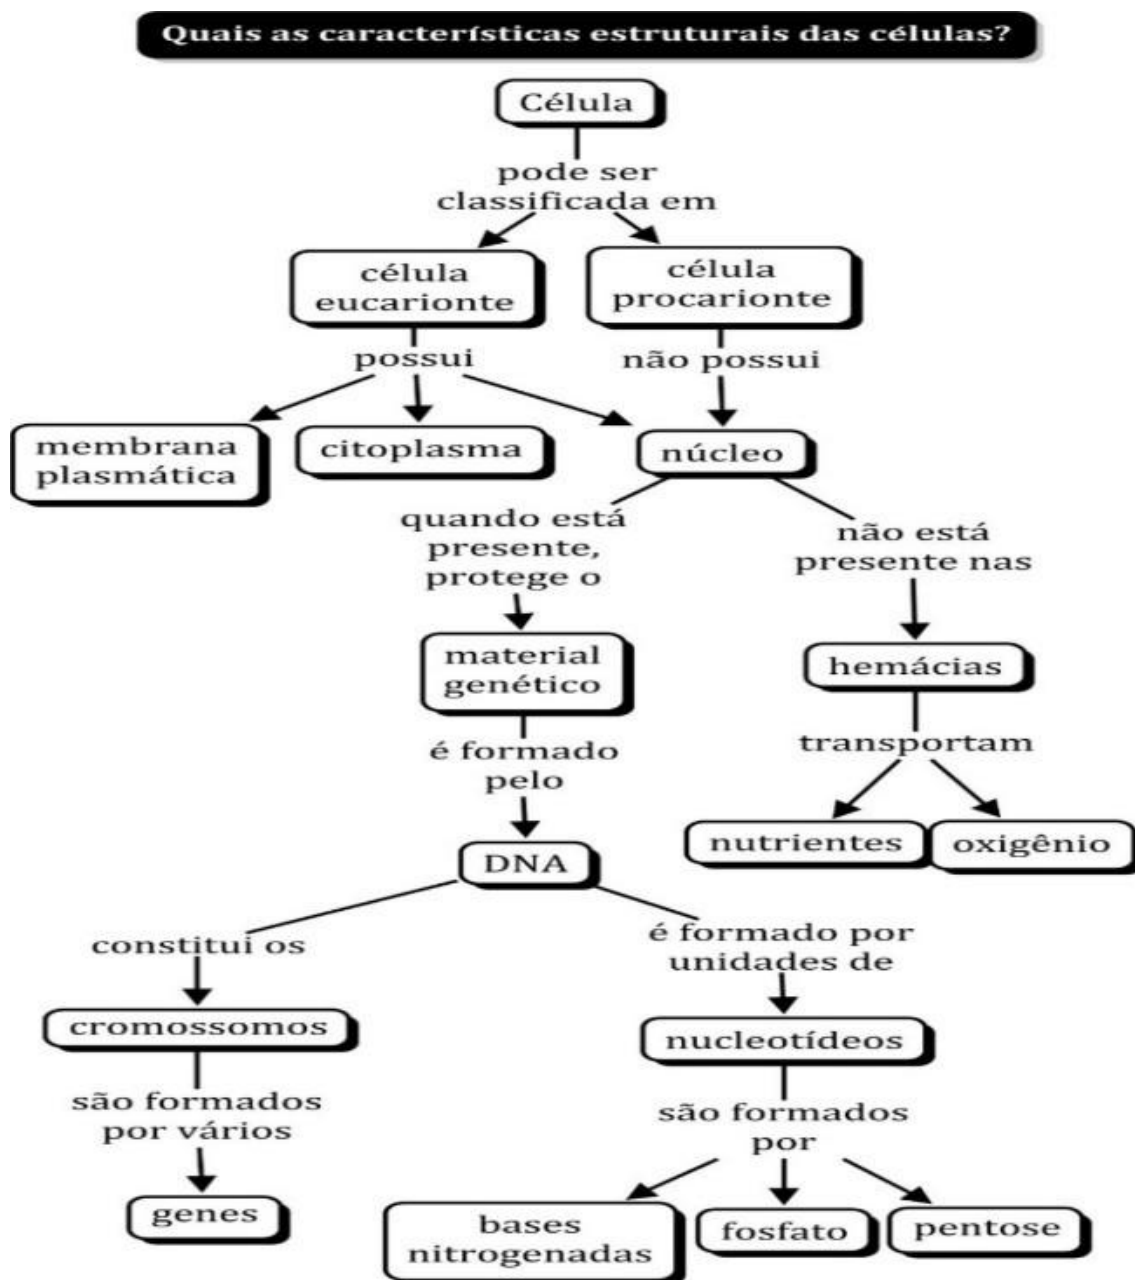 Quais as características estruturais das células?
Célula
pode ser
classificada em
célula
eucarionte
célula
procarionte
possui
não possui
membrana
plasmática
citoplasma
núcleo
quando está
presente,
protege o
não está
presente nas
material
genético
hemácias
é formado
pelo
transportam
nutrientes
oxigênio
DNA
constitui os
é formado por
unidades de
cromossomos
nucleotídeos
são formados
por vários
são formados
por
genes
bases
nitrogenadas
fosfato
pentose